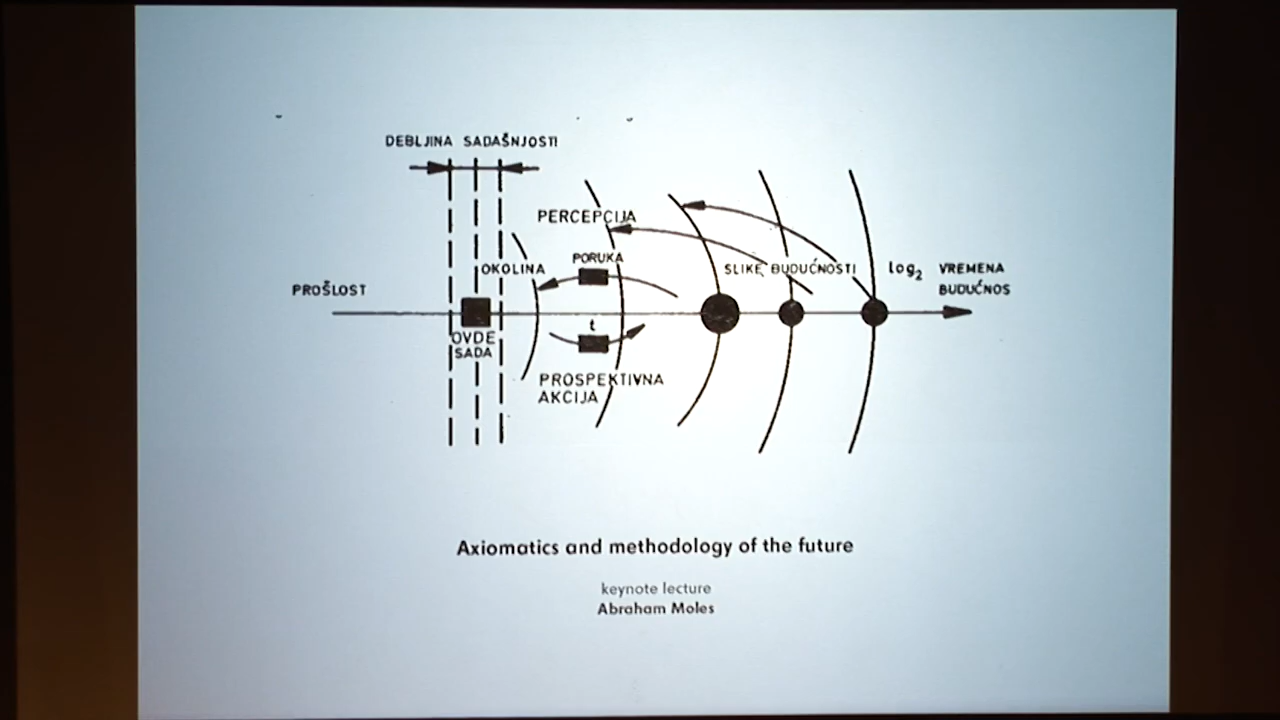 DEBLJINA SADAŠNJOSTI
PERCEPCIJA
PORUKA
OKOLINA
SLIKE BUDUĆNOSTI
log₂ VREMENA
BUDUĆNOS
PROŠLOST
t
OVDE
SADA
PROSPEKTIVNA
AKCIJA
Axiomatics and methodology of the future
keynote lecture
Abraham Moles